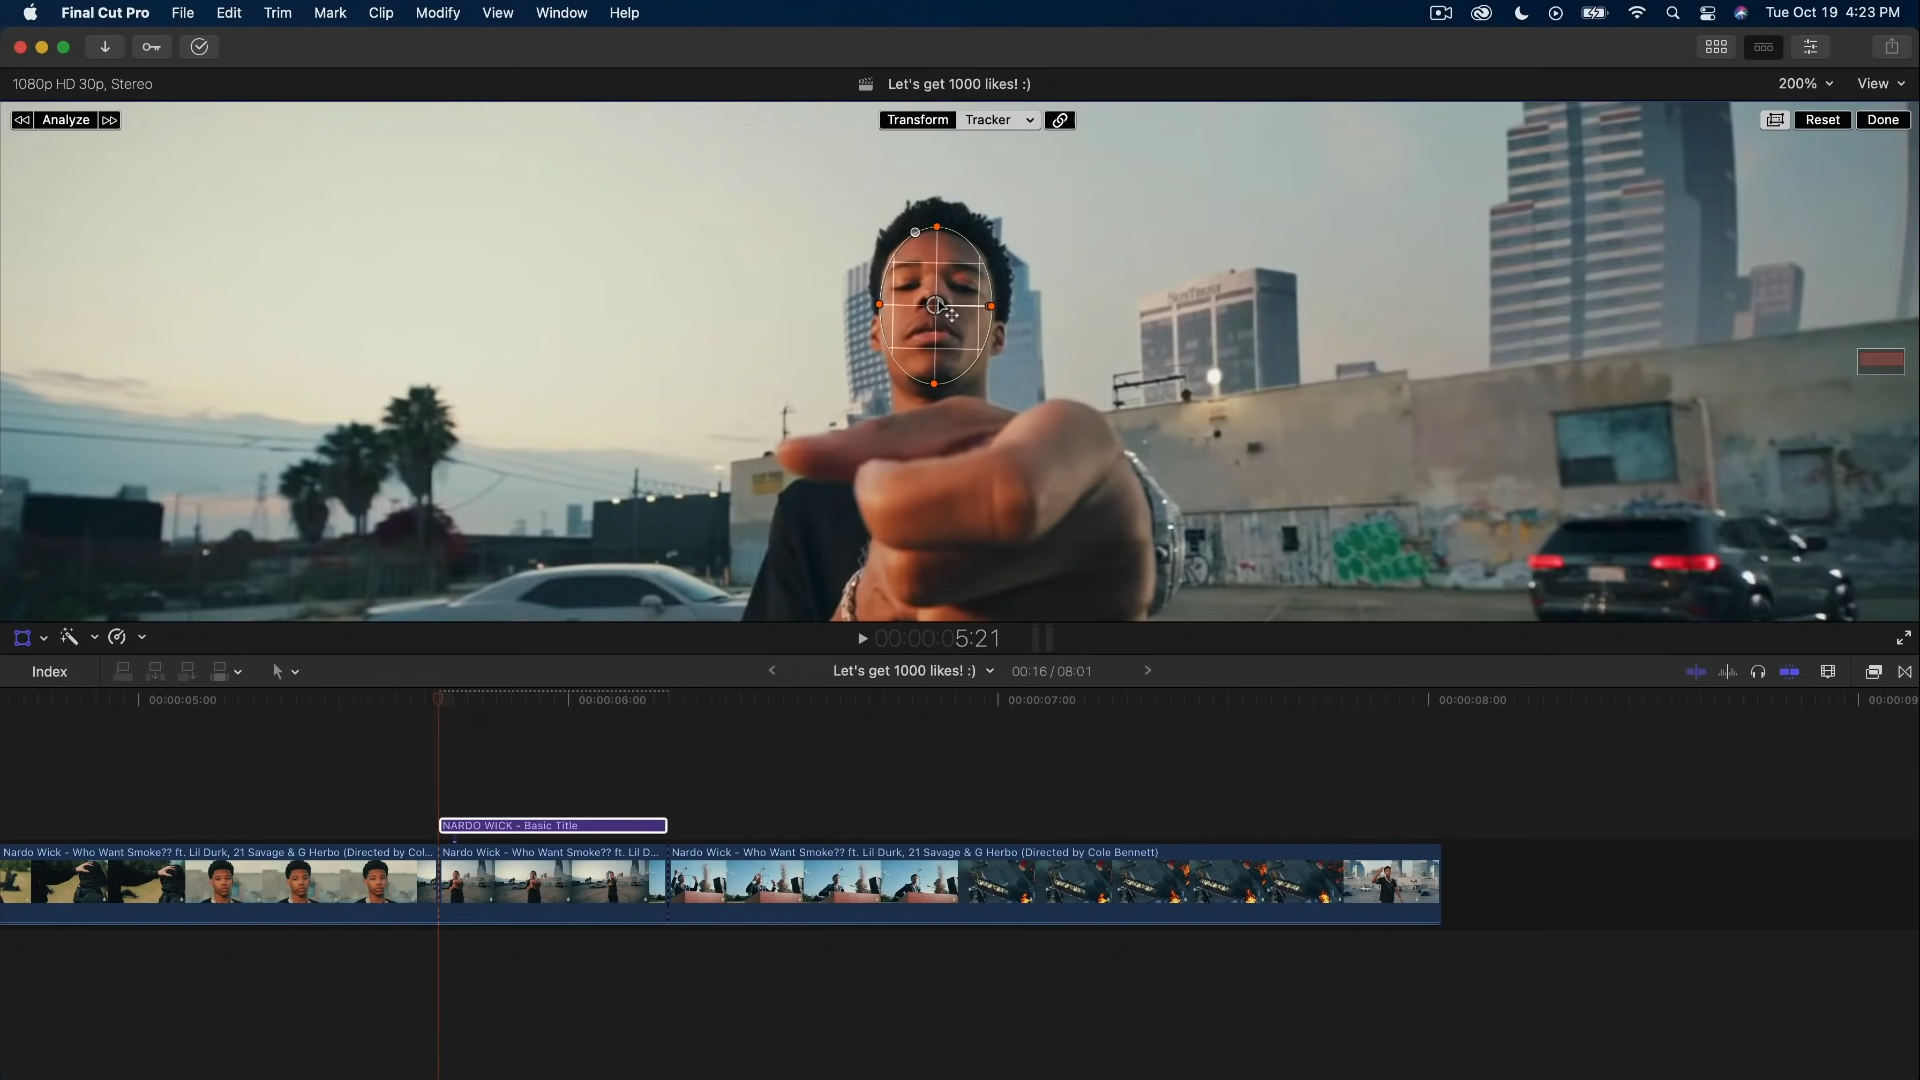 Final Cut Pro File Edit Trim Mark Clip Modify View Window Help Tue Oct 19 4:23 PM
1080p HD 30p, Stereo Let's get 1000 likes! :) 200% View
Analyze Transform Tracker Reset Done
SUNTRUST
00:00:05:21
Index Let's get 1000 likes! :) 00:16 / 08:01
00:00:05:00 00:00:06:00 00:00:07:00 00:00:08:00 00:00:09
NARDO WICK - Basic Title
Nardo Wick - Who Want Smoke?? ft. Lil Durk, 21 Savage & G Herbo (Directed by Col... Nardo Wick - Who Want Smoke?? ft. Lil D... Nardo Wick - Who Want Smoke?? ft. Lil Durk, 21 Savage & G Herbo (Directed by Cole Bennett)